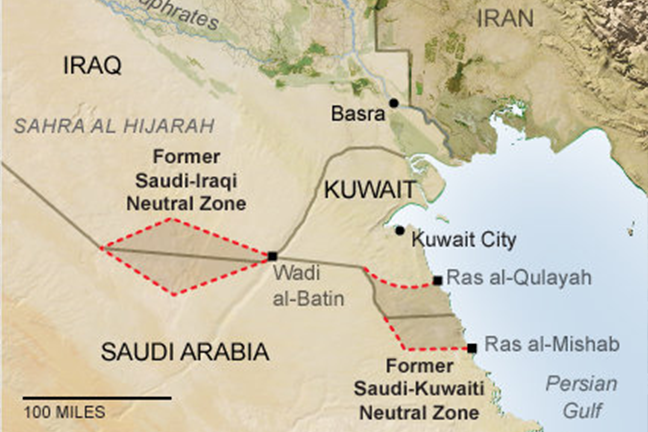 IRAN
IRAQ
Basra
SAHRA AL HIJARAH
Former
Saudi-Iraqi
Neutral Zone
KUWAIT
Kuwait City
Wadi
al-Batin
Ras al-Qulayah
SAUDI ARABIA
Ras al-Mishab
Former
Saudi-Kuwaiti
Neutral Zone
Persian
Gulf
100 MILES